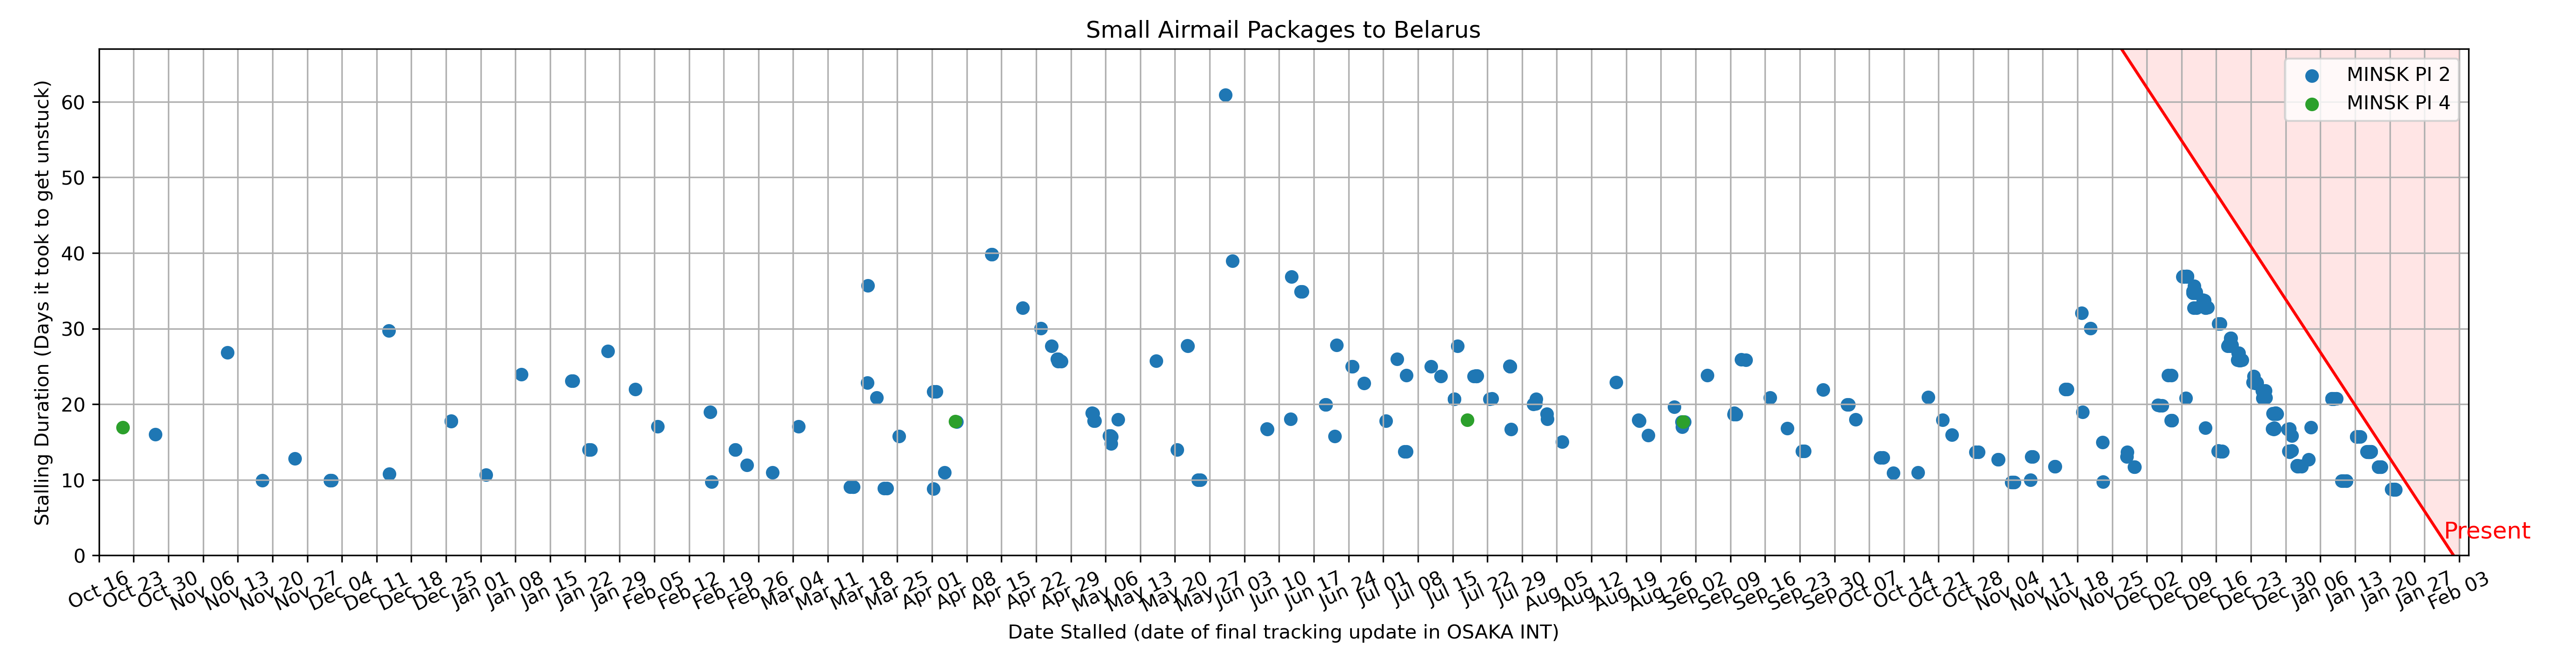 Small Airmail Packages to Belarus
Stalling Duration (Days it took to get unstuck)
60
50
40
30
20
10
0
MINSK PI 2
MINSK PI 4
Present
Oct 16
Oct 23
Oct 30
Nov 06
Nov 13
Nov 20
Nov 27
Dec 04
Dec 11
Dec 18
Dec 25
Jan 01
Jan 08
Jan 15
Jan 22
Jan 29
Feb 05
Feb 12
Feb 19
Feb 26
Mar 04
Mar 11
Mar 18
Mar 25
Apr 01
Apr 08
Apr 15
Apr 22
Apr 29
May 06
May 13
May 20
May 27
Jun 03
Jun 10
Jun 17
Jun 24
Jul 01
Jul 08
Jul 15
Jul 22
Jul 29
Aug 05
Aug 12
Aug 19
Aug 26
Sep 02
Sep 09
Sep 16
Sep 23
Sep 30
Oct 07
Oct 14
Oct 21
Oct 28
Nov 04
Nov 11
Nov 18
Nov 25
Dec 02
Dec 09
Dec 16
Dec 23
Dec 30
Jan 06
Jan 13
Jan 20
Jan 27
Feb 03
Date Stalled (date of final tracking update in OSAKA INT)